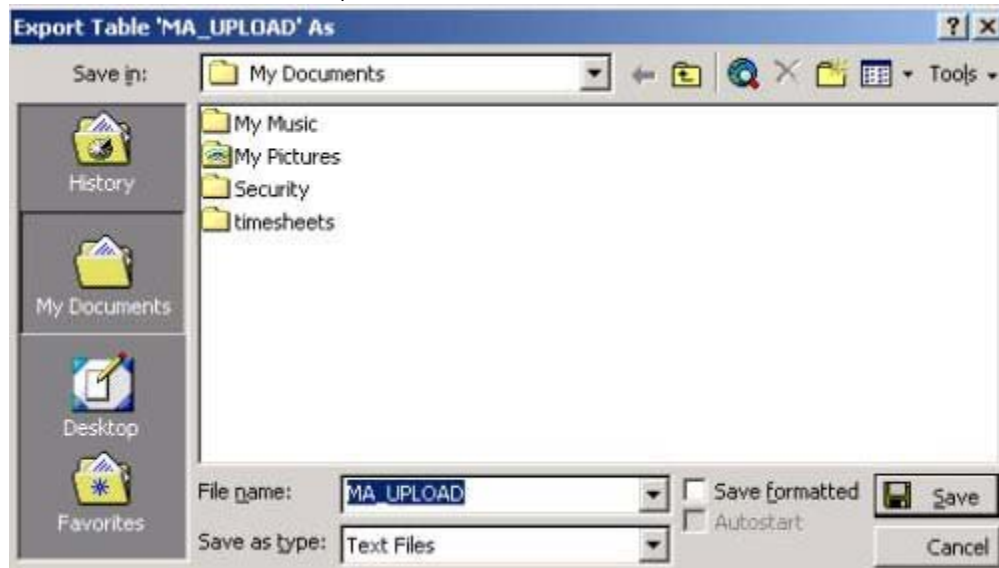 Export Table 'MA_UPLOAD' As
Save in:
My Documents
Tools
History
My Documents
Desktop
Favorites
My Music
My Pictures
Security
timesheets
File name:
MA_UPLOAD
Save formatted
Save
Autostart
Save as type:
Text Files
Cancel